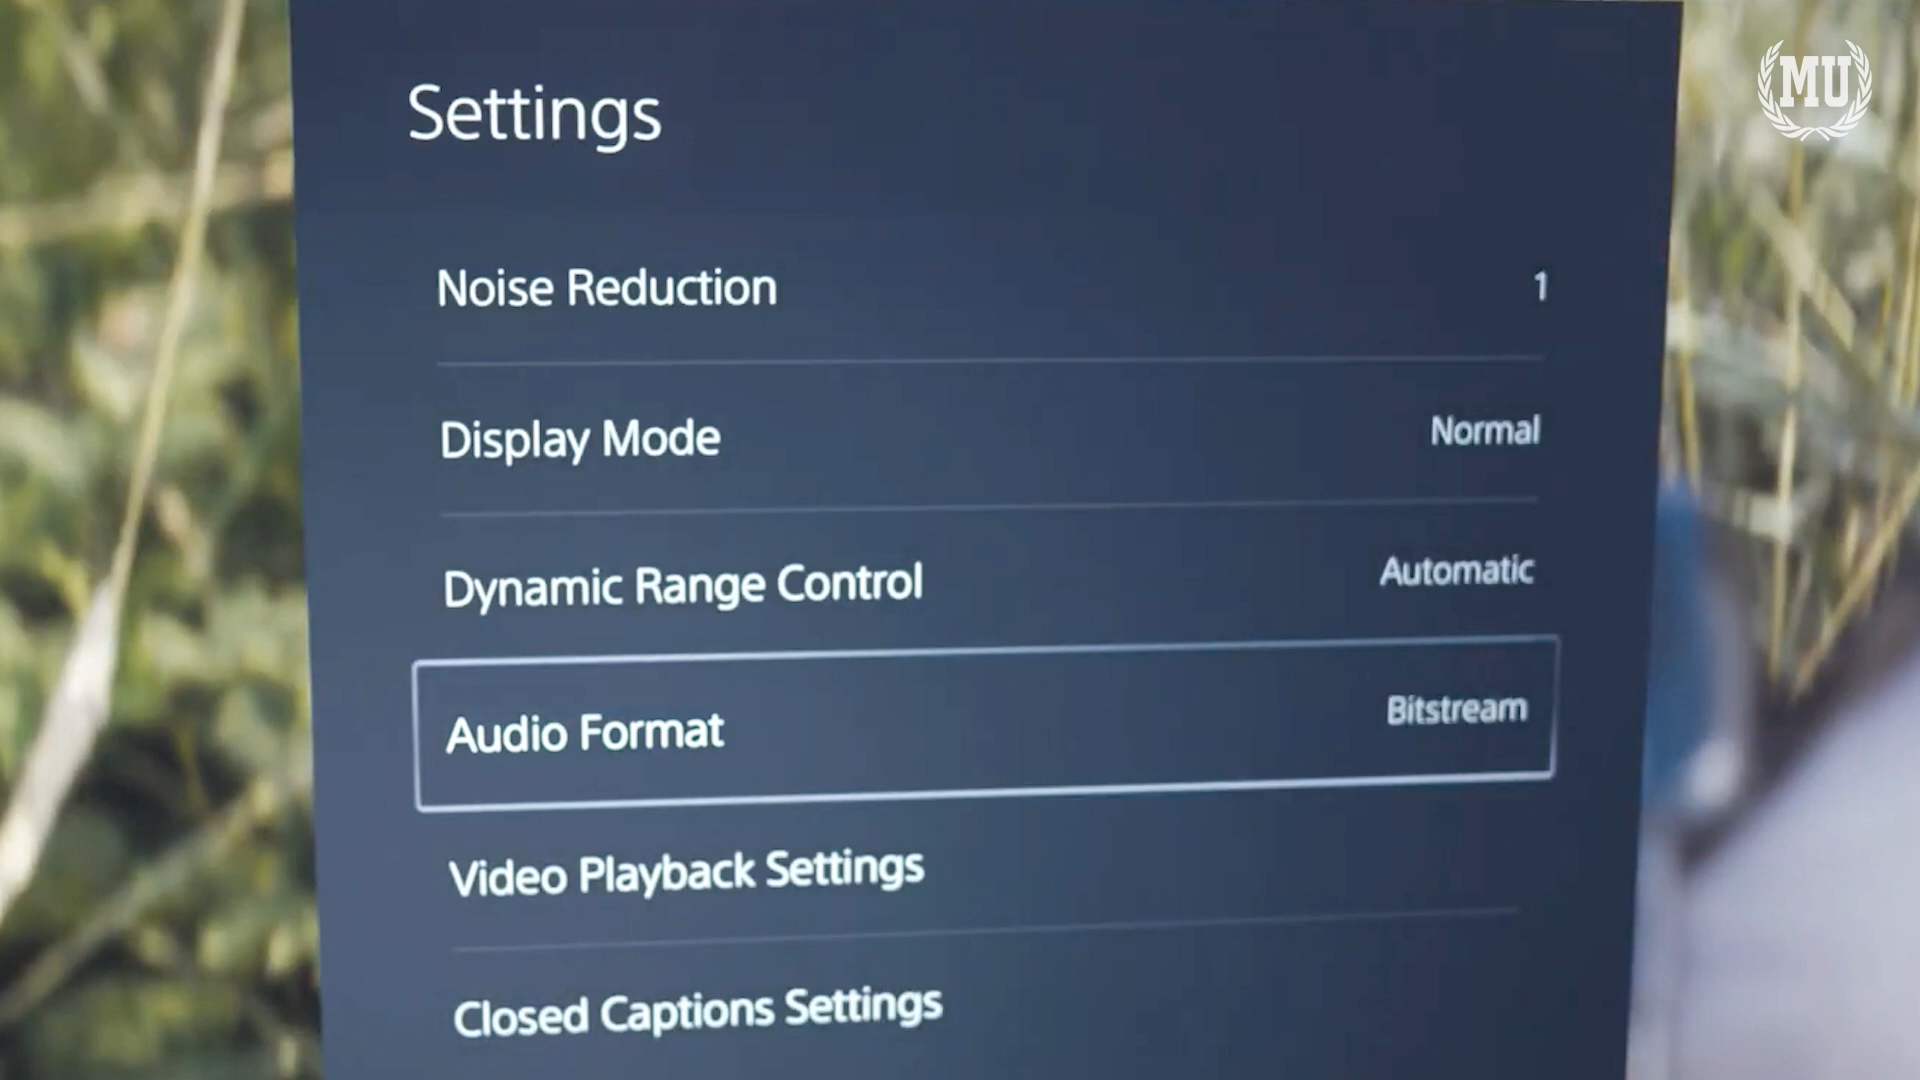 MU
Settings
Noise Reduction 1
Display Mode Normal
Dynamic Range Control Automatic
Audio Format Bitstream
Video Playback Settings
Closed Captions Settings